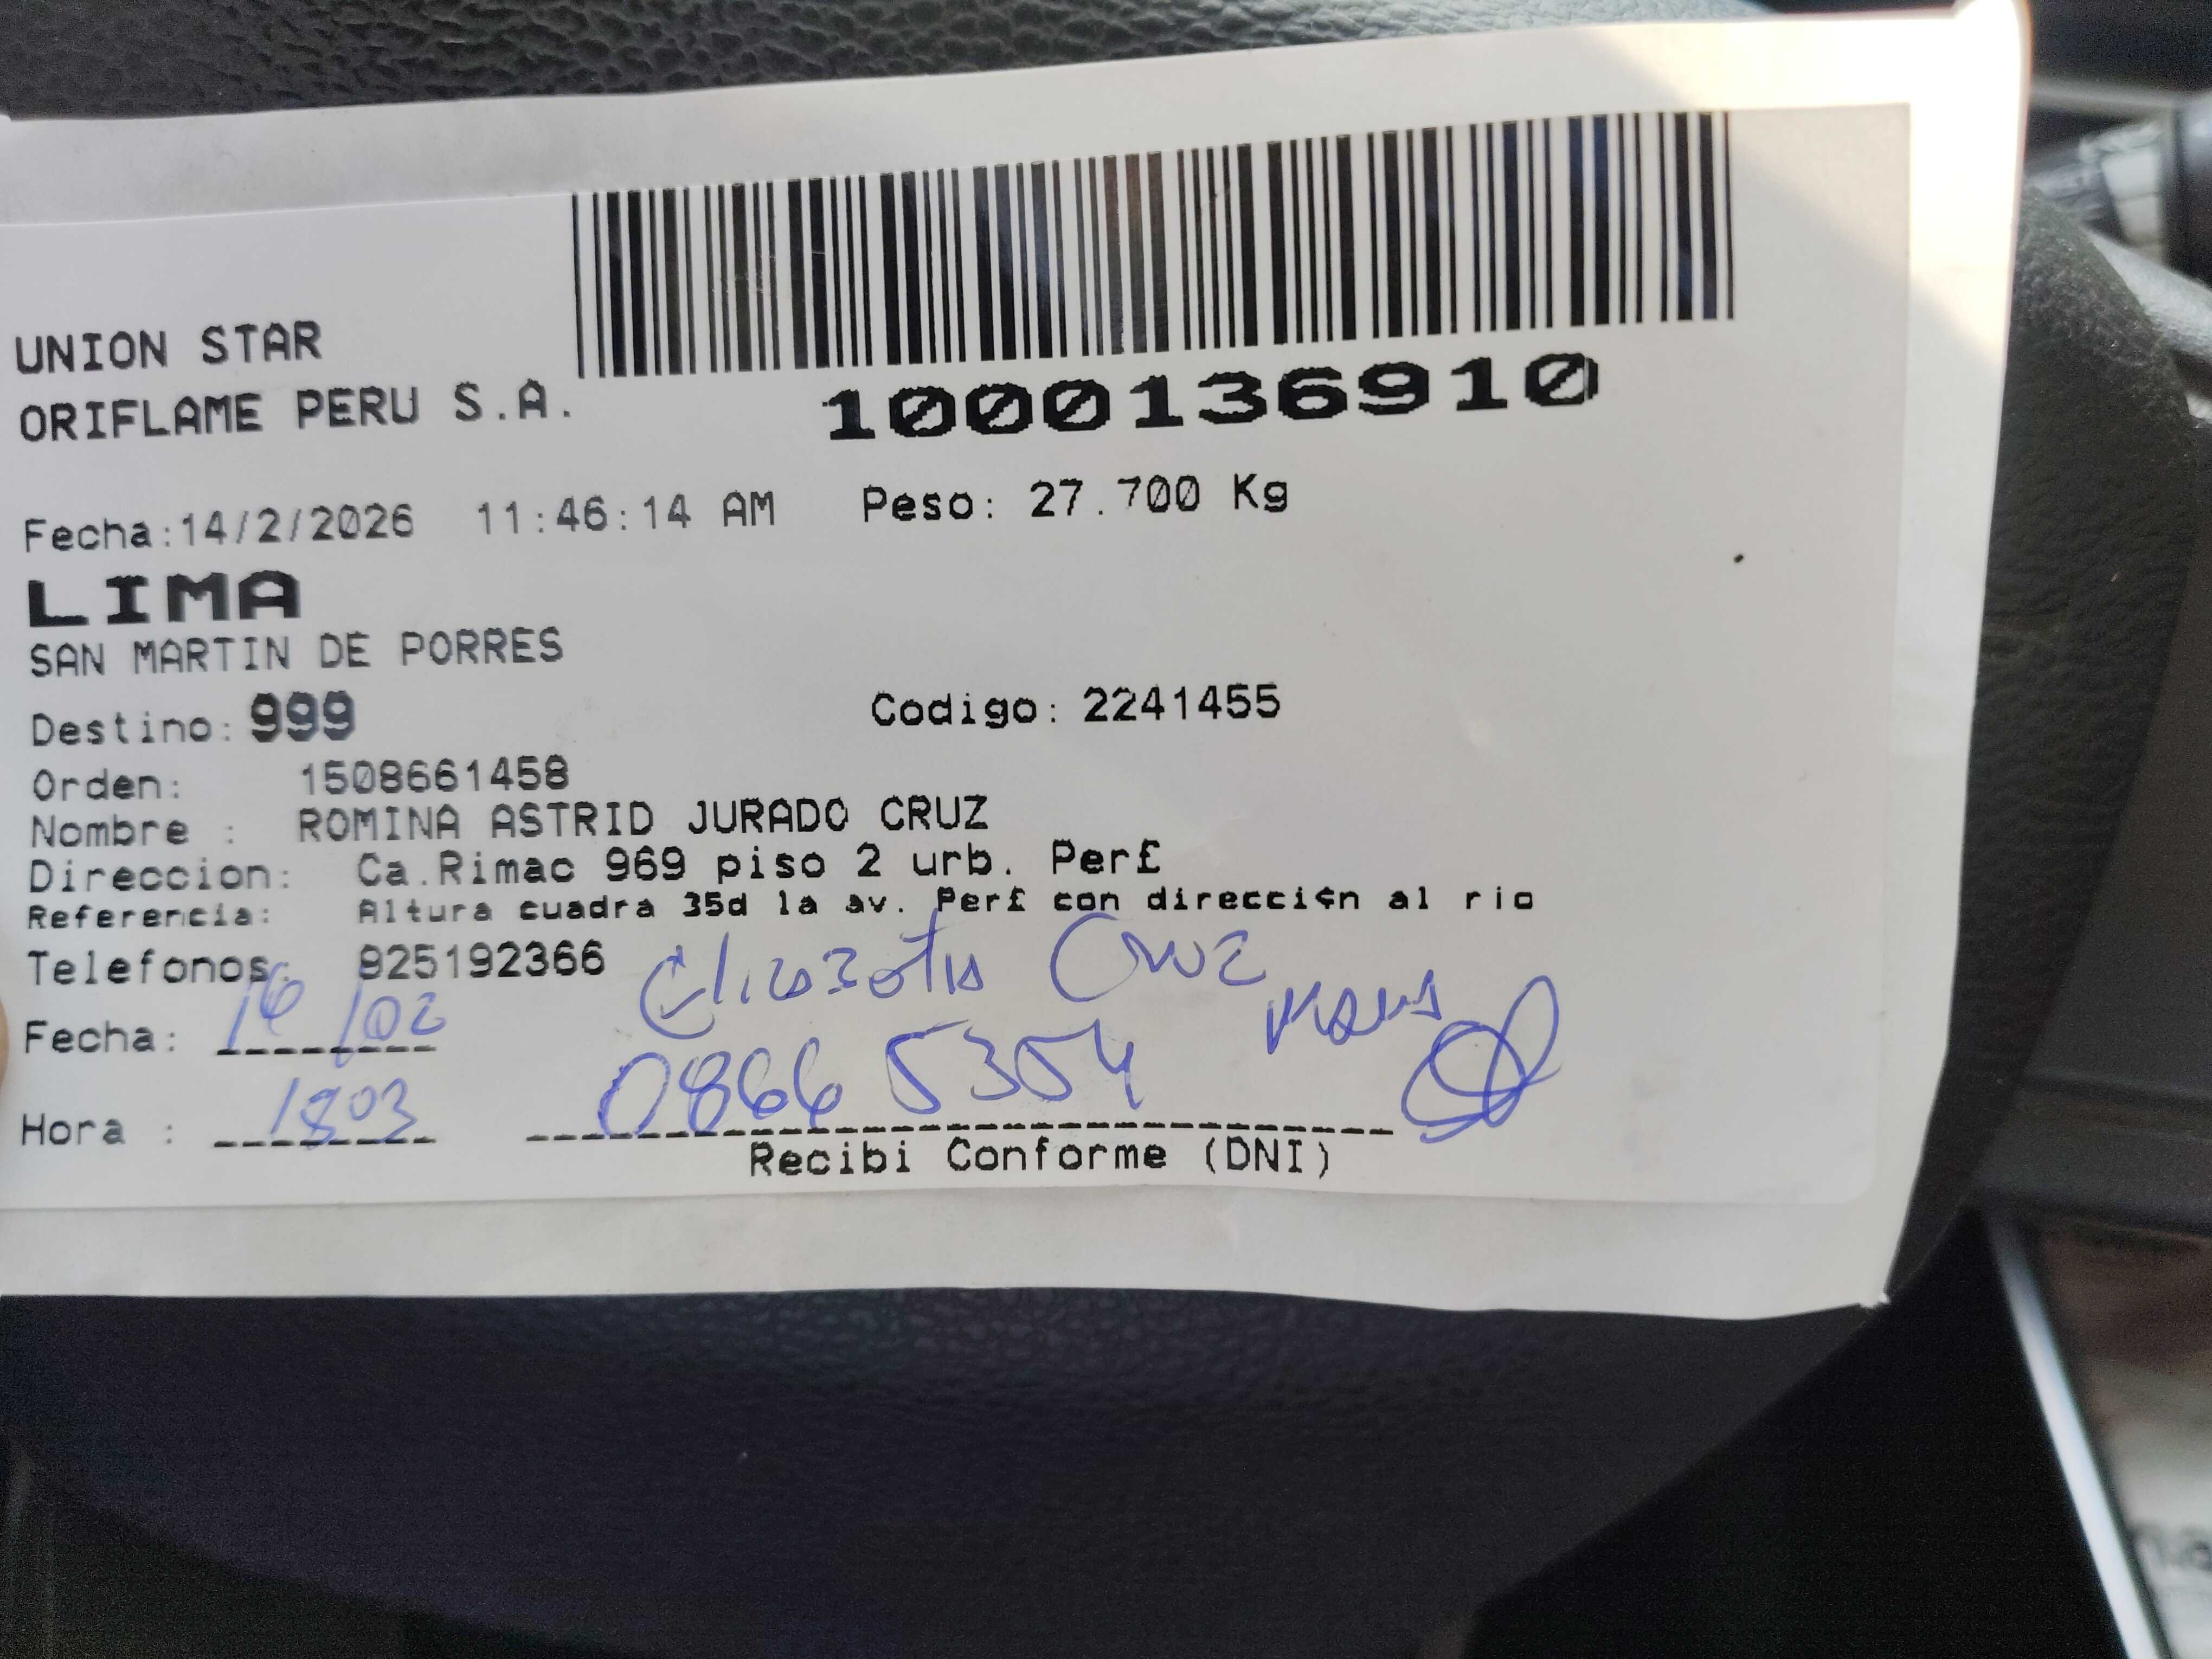 UNION STAR
ORIFLAME PERU S.A.
1000136910
Fecha:14/2/2026 11:46:14 AM Peso: 27.700 Kg
LIMA
SAN MARTIN DE PORRES
Destino: 999 Codigo: 2241455
Orden: 1508661458
Nombre : ROMINA ASTRID JURADO CRUZ
Direccion: Ca.Rimac 969 piso 2 urb. Per£
Referencia: Altura cuadra 35d la av. Per£ con direcci¢n al rio
Telefonos: 925192366 Cruz
Fecha: 16/02
Hora : 1803 08665354
Recibi Conforme (DNI)